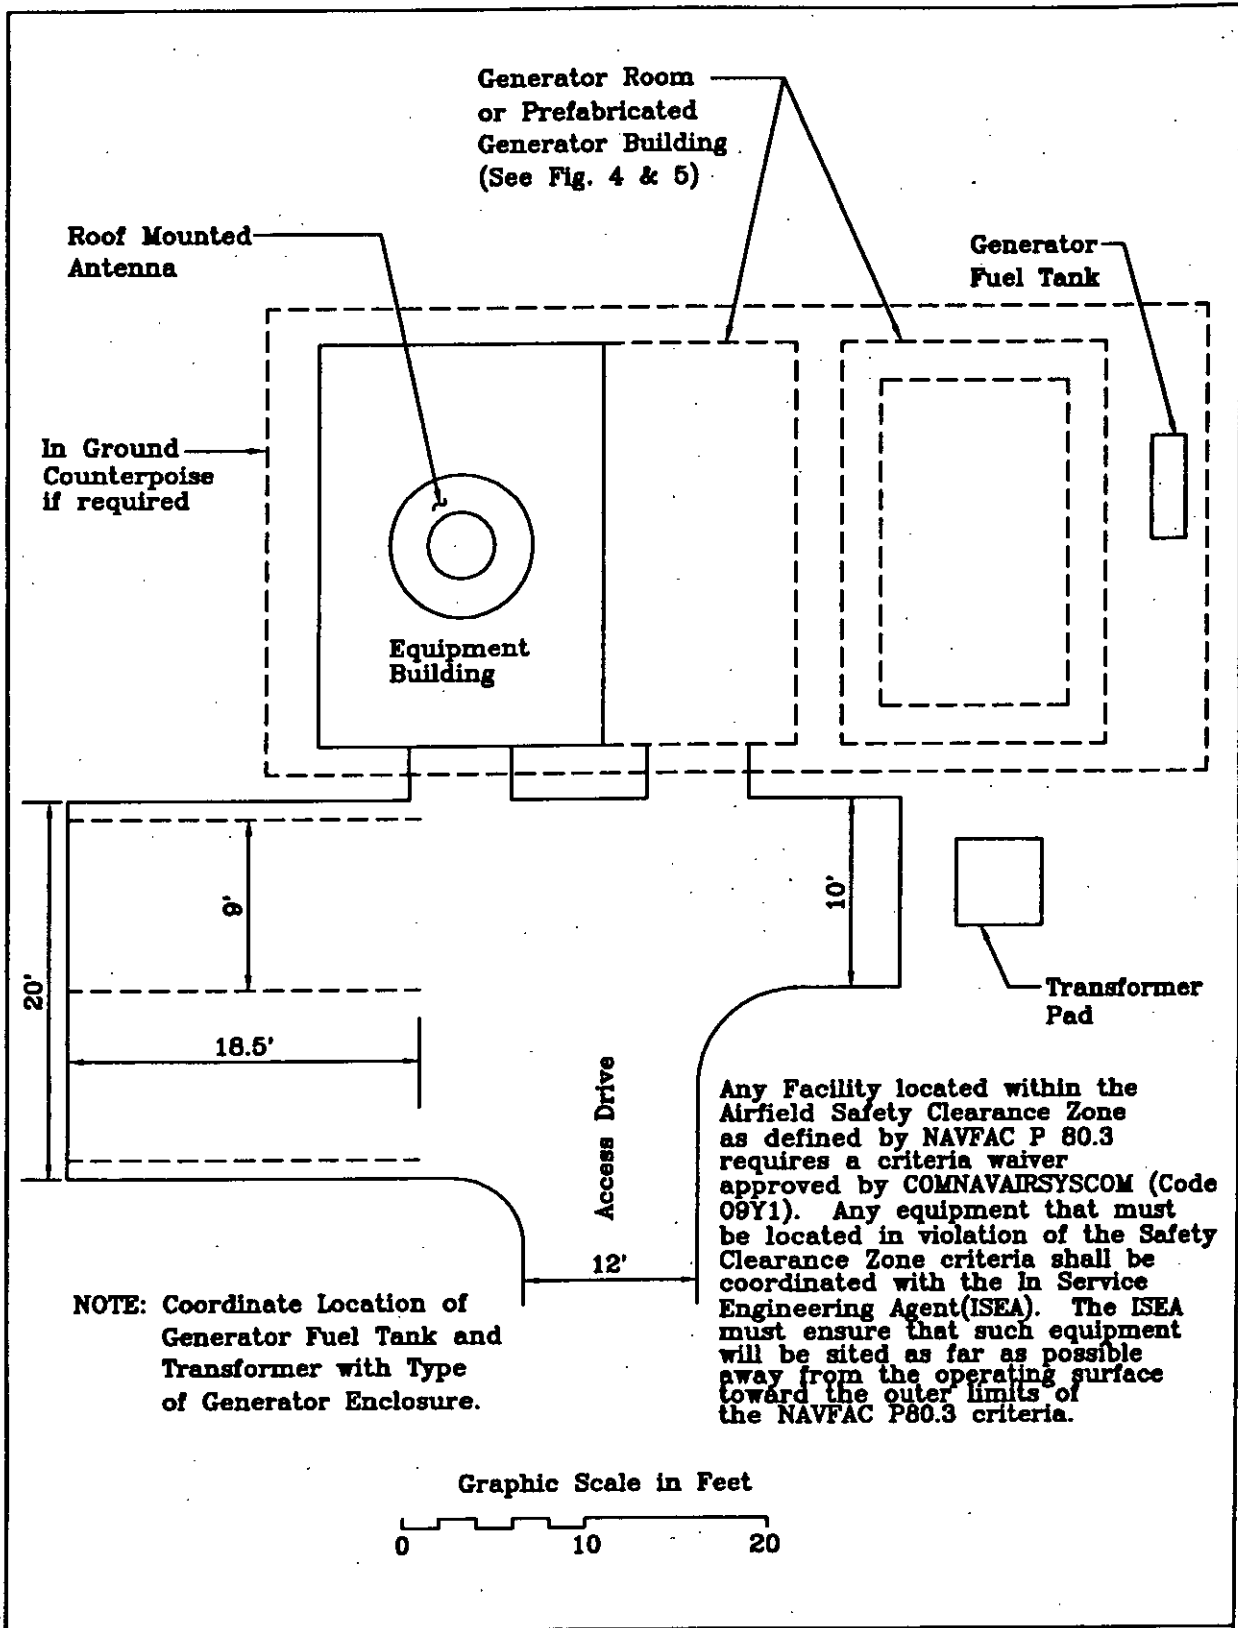 Generator Room
or Prefabricated
Generator Building
(See Fig. 4 & 5)
Roof Mounted
Antenna
Generator
Fuel Tank
In Ground
Counterpoise
if required
Equipment
Building
9'
10'
20'
18.5'
Transformer
Pad
Access Drive
12'
Any Facility located within the
Airfield Safety Clearance Zone
as defined by NAVFAC P 80.3
requires a criteria waiver
approved by COMNAVAIRSYSCOM (Code
09Y1). Any equipment that must
be located in violation of the Safety
Clearance Zone criteria shall be
coordinated with the In Service
Engineering Agent(ISEA). The ISEA
must ensure that such equipment
will be sited as far as possible
away from the operating surface
toward the outer limits of
the NAVFAC P80.3 criteria.
NOTE: Coordinate Location of
Generator Fuel Tank and
Transformer with Type
of Generator Enclosure.
Graphic Scale in Feet
0 10 20